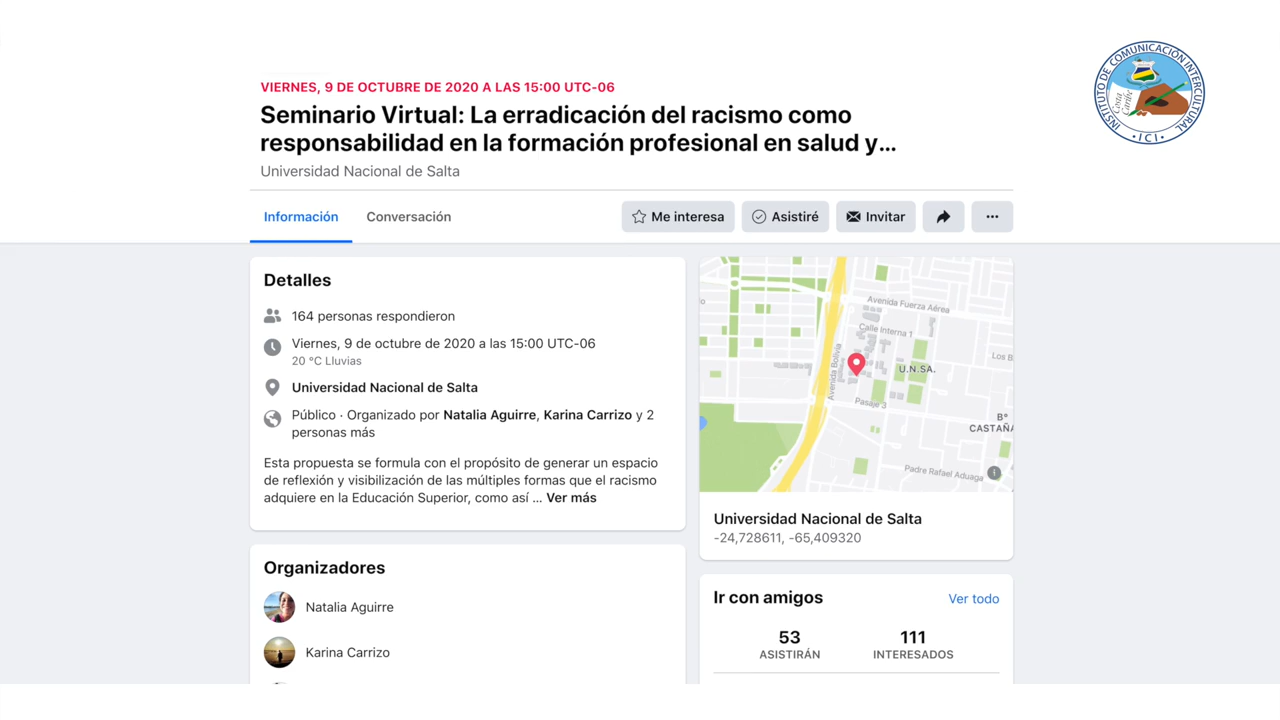 INSTITUTO DE COMUNICACIÓN INTERCULTURAL
Costa Caribe
· ICI ·
VIERNES, 9 DE OCTUBRE DE 2020 A LAS 15:00 UTC-06
Seminario Virtual: La erradicación del racismo como
responsabilidad en la formación profesional en salud y...
Universidad Nacional de Salta
Información
Conversación
Me interesa
Asistiré
Invitar
Detalles
164 personas respondieron
Viernes, 9 de octubre de 2020 a las 15:00 UTC-06
20 °C Lluvias
Universidad Nacional de Salta
Público · Organizado por Natalia Aguirre, Karina Carrizo y 2
personas más
Esta propuesta se formula con el propósito de generar un espacio
de reflexión y visibilización de las múltiples formas que el racismo
adquiere en la Educación Superior, como así ... Ver más
Organizadores
Natalia Aguirre
Karina Carrizo
Avenida Fuerza Aérea
Calle Interna 1
Los B
Avenida Bolivia
U.N.SA.
Pasaje 3
B°
CASTAÑA
Padre Rafael Aduaga
Universidad Nacional de Salta
-24,728611, -65,409320
Ir con amigos
Ver todo
53
ASISTIRÁN
111
INTERESADOS